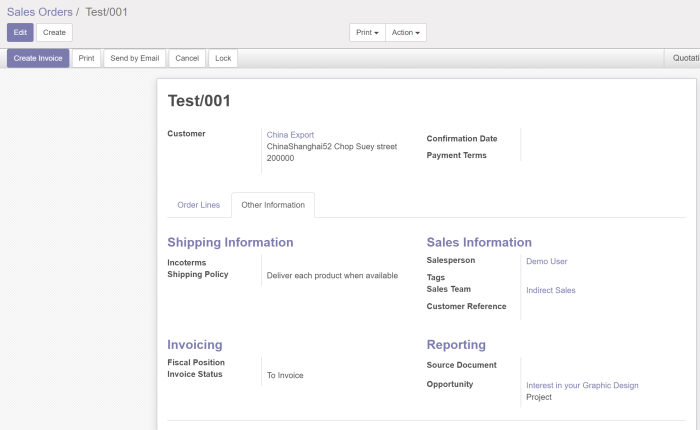 Sales Orders / Test/001
Edit Create Print Action
Create Invoice Print Send by Email Cancel Lock
Test/001
Customer
China Export
ChinaShanghai52 Chop Suey street
200000
Confirmation Date
Payment Terms
Order Lines Other Information
Shipping Information
Incoterms
Shipping Policy Deliver each product when available
Sales Information
Salesperson Demo User
Tags
Sales Team Indirect Sales
Customer Reference
Invoicing
Fiscal Position
Invoice Status To Invoice
Reporting
Source Document
Opportunity Interest in your Graphic Design
Project